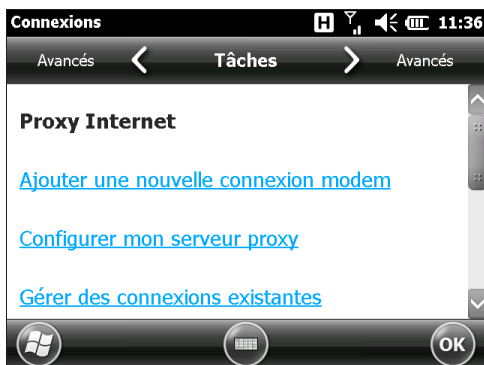 Connexions H 11:36
Avancés Tâches Avancés
Proxy Internet
Ajouter une nouvelle connexion modem
Configurer mon serveur proxy
Gérer des connexions existantes
OK